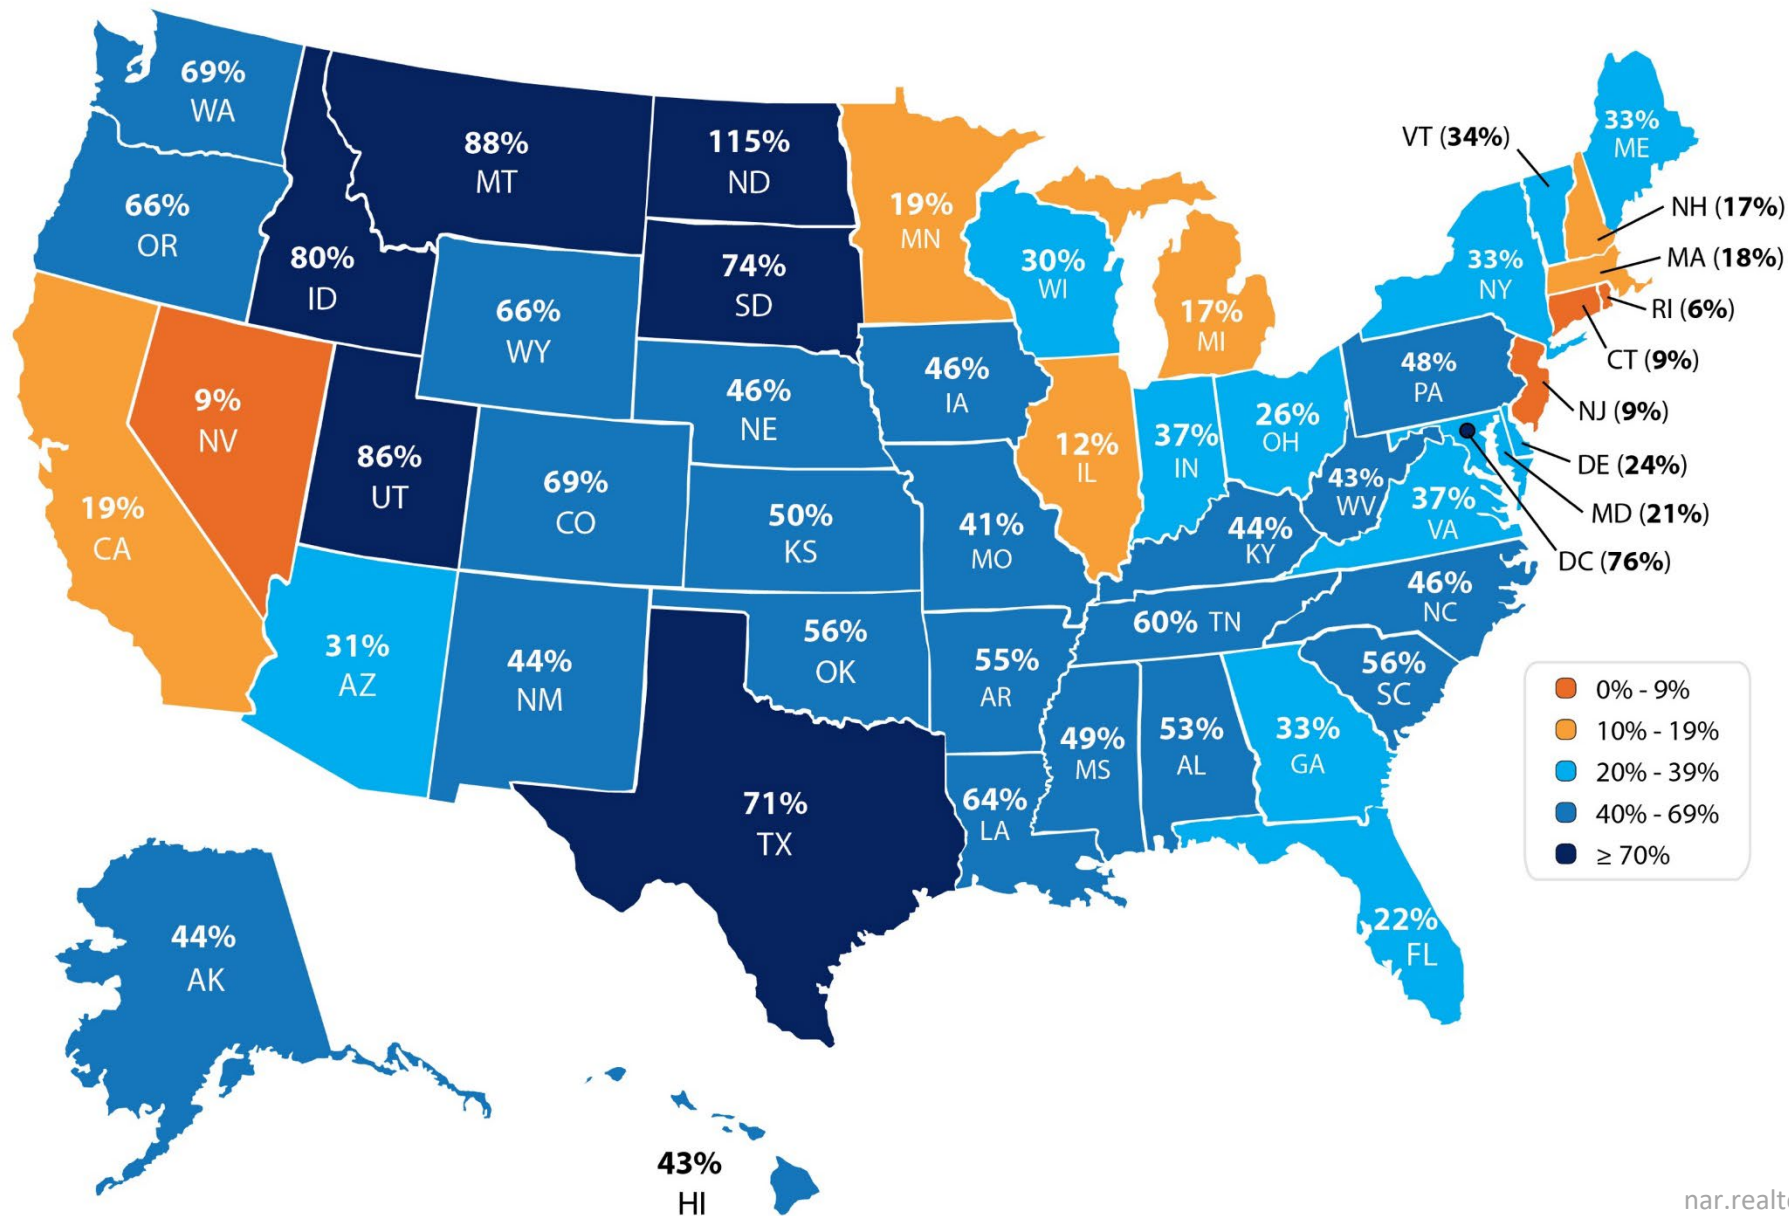 69%
WA
66%
OR
80%
ID
88%
MT
115%
ND
74%
SD
66%
WY
19%
MN
30%
WI
17%
MI
VT (34%)
33%
ME
NH (17%)
MA (18%)
RI (6%)
CT (9%)
NJ (9%)
DE (24%)
MD (21%)
DC (76%)
33%
NY
48%
PA
9%
NV
19%
CA
86%
UT
69%
CO
46%
NE
46%
IA
12%
IL
37%
IN
26%
OH
43%
WV
37%
VA
50%
KS
41%
MO
44%
KY
46%
NC
60% TN
31%
AZ
44%
NM
56%
OK
55%
AR
56%
SC
71%
TX
64%
LA
49%
MS
53%
AL
33%
GA
22%
FL
0% - 9%
10% - 19%
20% - 39%
40% - 69%
≥ 70%
44%
AK
43%
HI
nar.realto